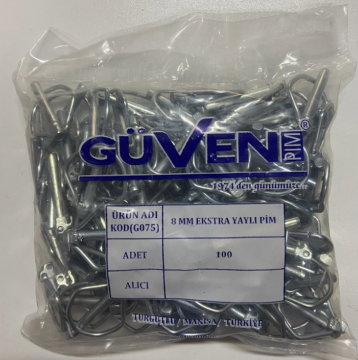 GÜVEN PİM ®
1974'den günümüze...
ÜRÜN ADI 8 MM EKSTRA YAYLI PİM
KOD(G075)
ADET 100
ALICI
TURGUTLU / MANİSA / TÜRKİYE